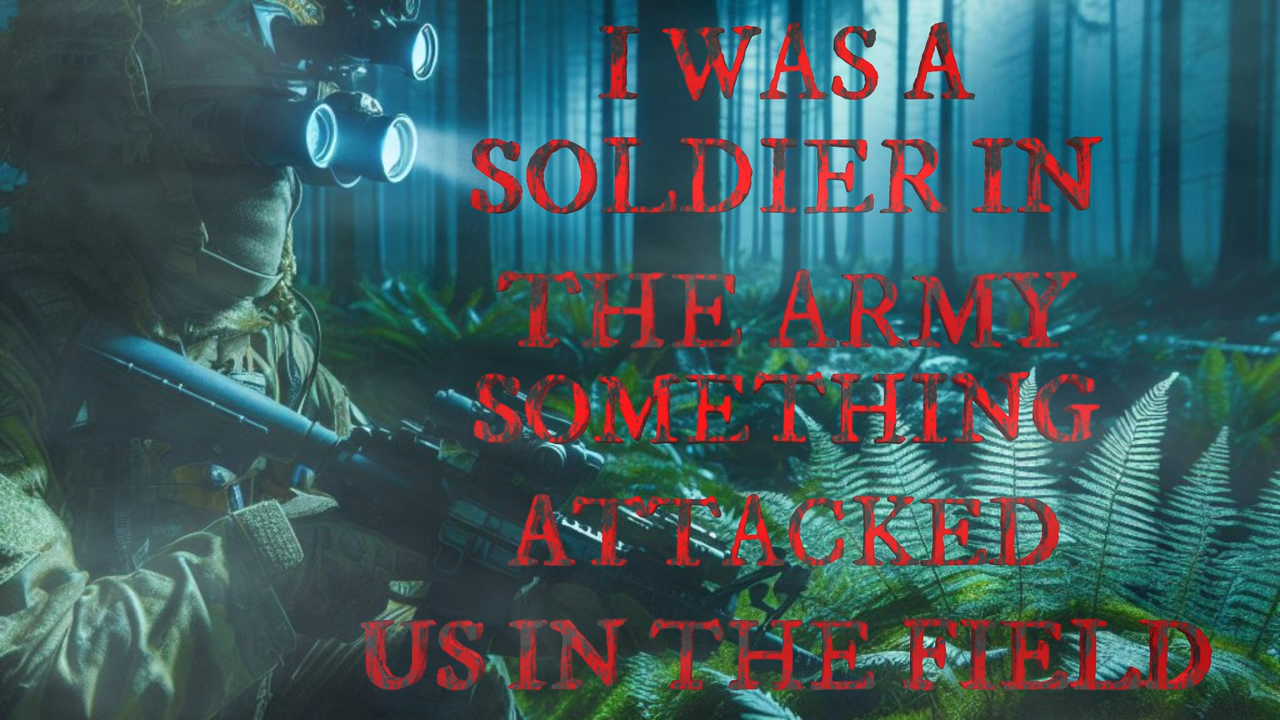 I WAS A
SOLDIER IN
THE ARMY
SOMETHING
ATTACKED
US IN THE FIELD